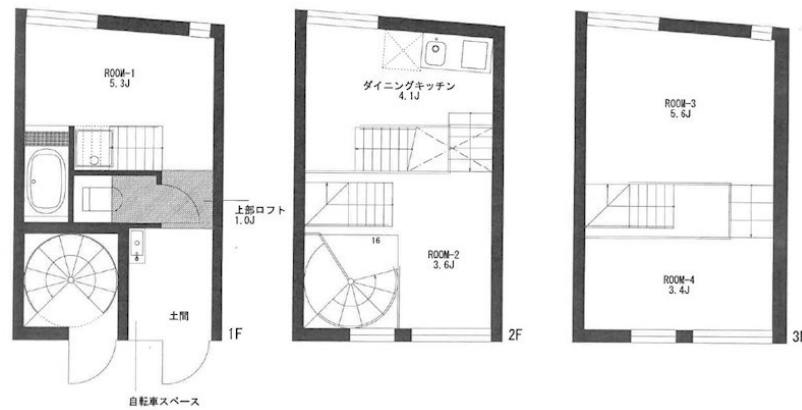 ROOM-1
5.3J
上部ロフト
1.0J
土間
1F
自転車スペース
ダイニングキッチン
4.1J
16
ROOM-2
3.6J
2F
ROOM-3
5.6J
ROOM-4
3.4J